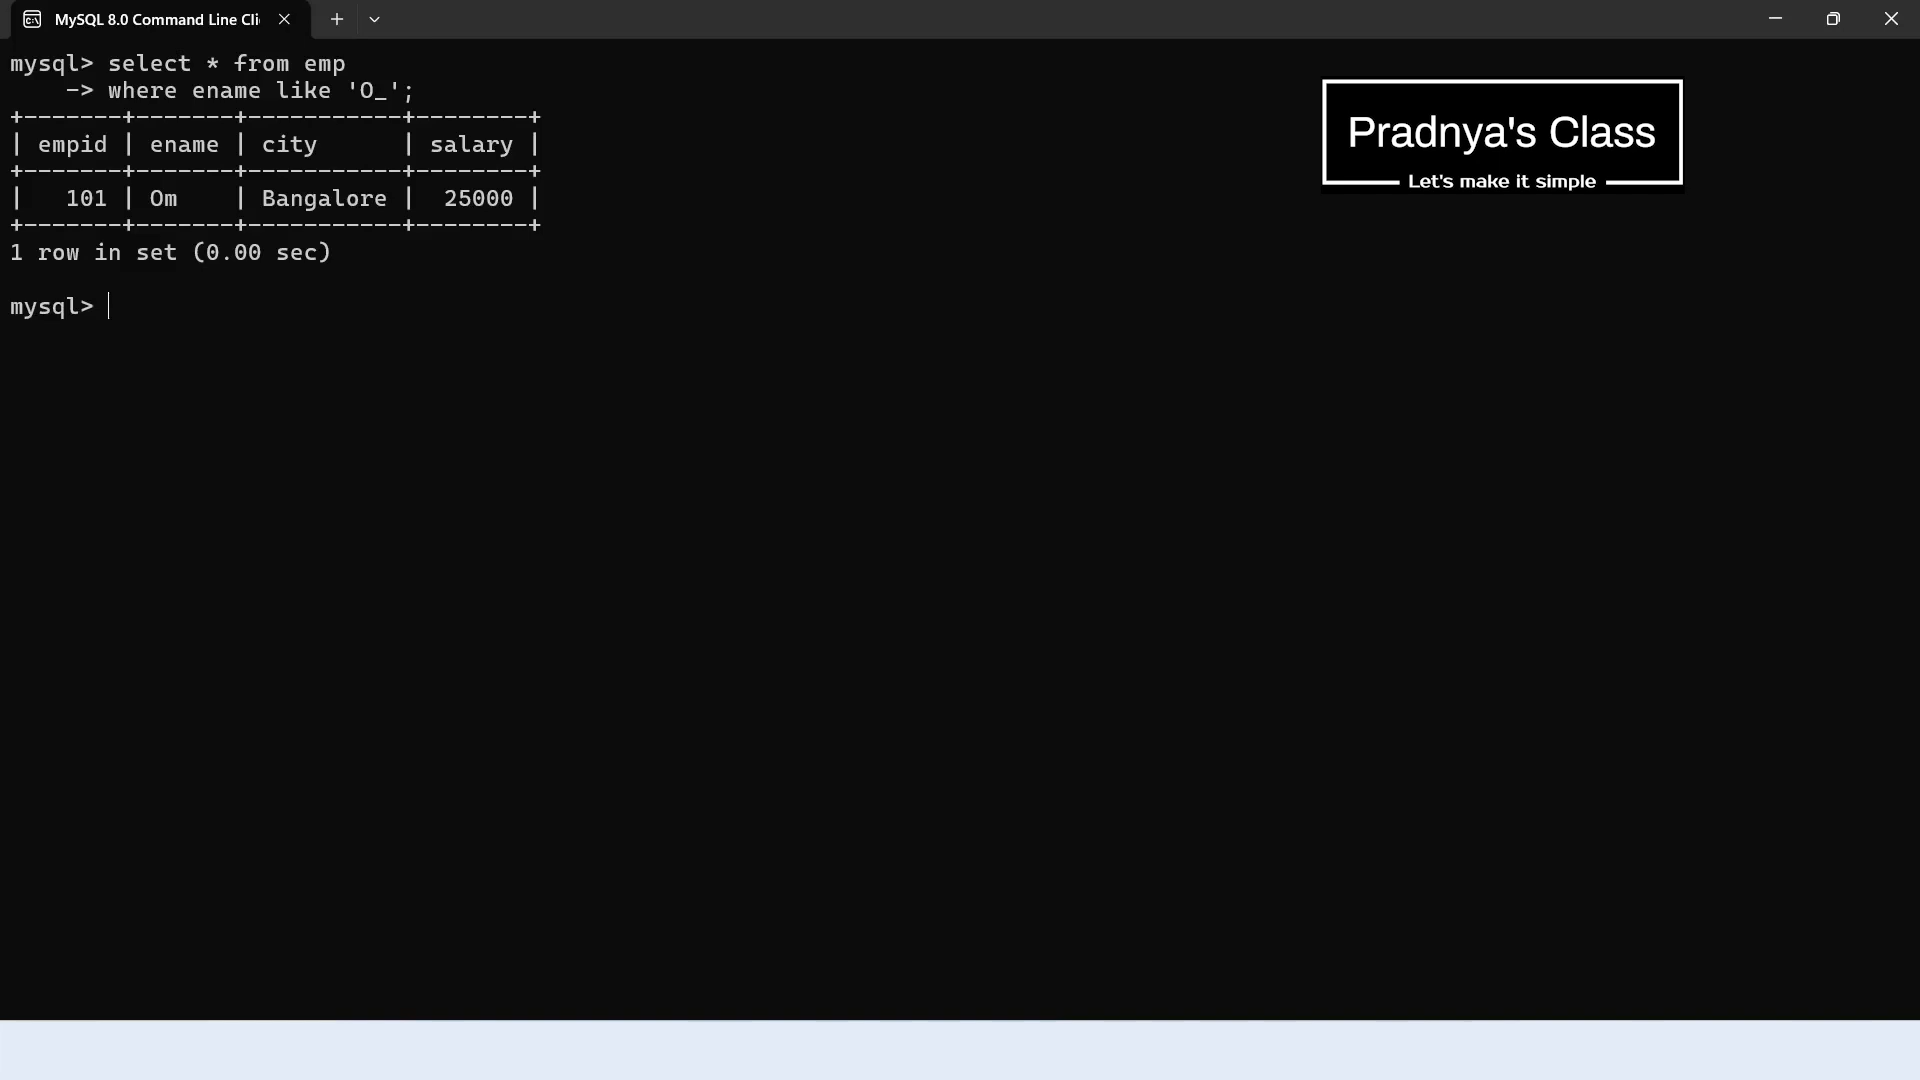 MySQL 8.0 Command Line Cli
mysql> select * from emp
    -> where ename like 'O_';
+-------+-------+-----------+--------+
| empid | ename | city      | salary |
+-------+-------+-----------+--------+
|   101 | Om    | Bangalore |  25000 |
+-------+-------+-----------+--------+
1 row in set (0.00 sec)
mysql>
Pradnya's Class
Let's make it simple